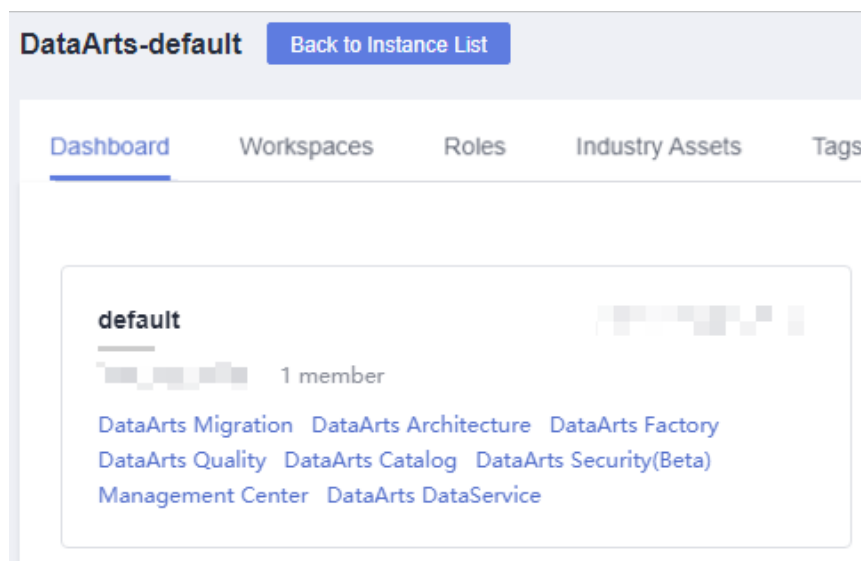 DataArts-default Back to Instance List
Dashboard Workspaces Roles Industry Assets Tags
default
1 member
DataArts Migration DataArts Architecture DataArts Factory
DataArts Quality DataArts Catalog DataArts Security(Beta)
Management Center DataArts DataService